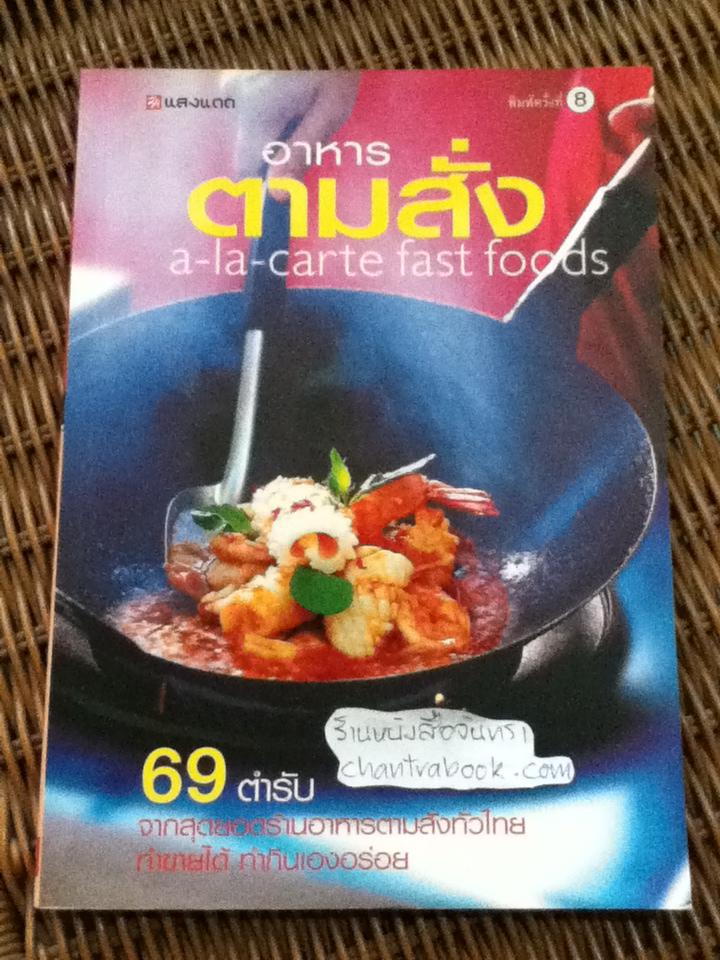 แสงแดด
พิมพ์ครั้งที่ 8
อาหาร
ตามสั่ง
a-la-carte fast foods
ร้านหนังสือจันทรา
chantrabook.com
69 ตำรับ
จากสุดยอดร้านอาหารตามสั่งทั่วไทย
ทำขายได้ ทำกินเองอร่อย